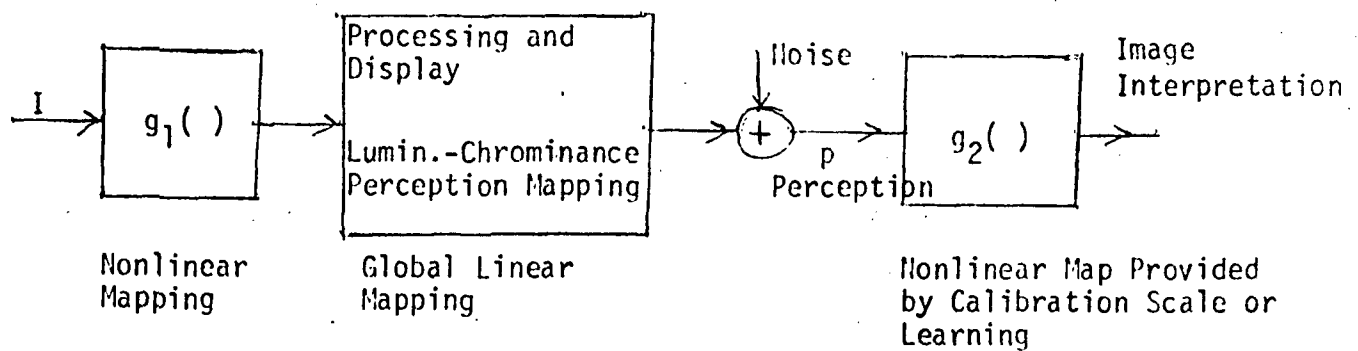 I
g1( )
Nonlinear
Mapping
Processing and
Display
Lumin.-Chrominance
Perception Mapping
Global Linear
Mapping
Noise
+
p
Perception
g2( )
Nonlinear Map Provided
by Calibration Scale or
Learning
Image
Interpretation